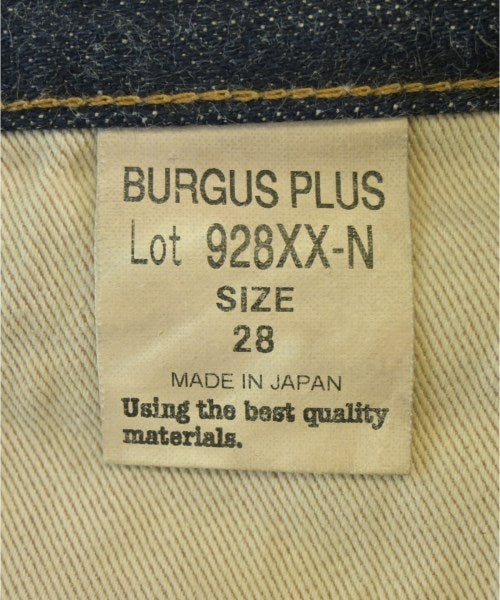 BURGUS PLUS
Lot 928XX-N
SIZE
28
MADE IN JAPAN
Using the best quality
materials.